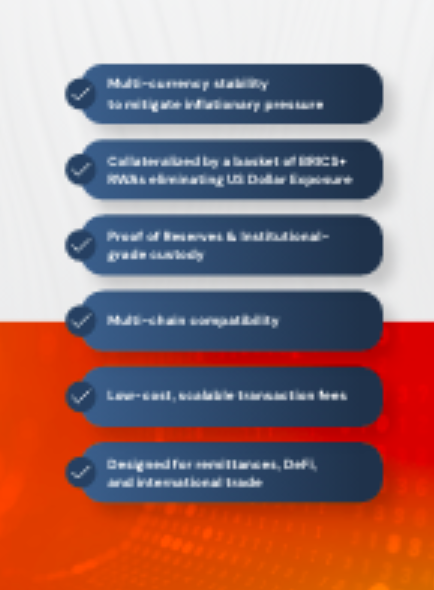 Multi-currency stability
to mitigate inflationary pressure
Collateralized by a basket of BRICS+
RWAs eliminating US Dollar Exposure
Proof of Reserves & Institutional-
grade custody
Multi-chain compatibility
Low-cost, scalable transaction fees
Designed for remittances, DeFi,
and international trade